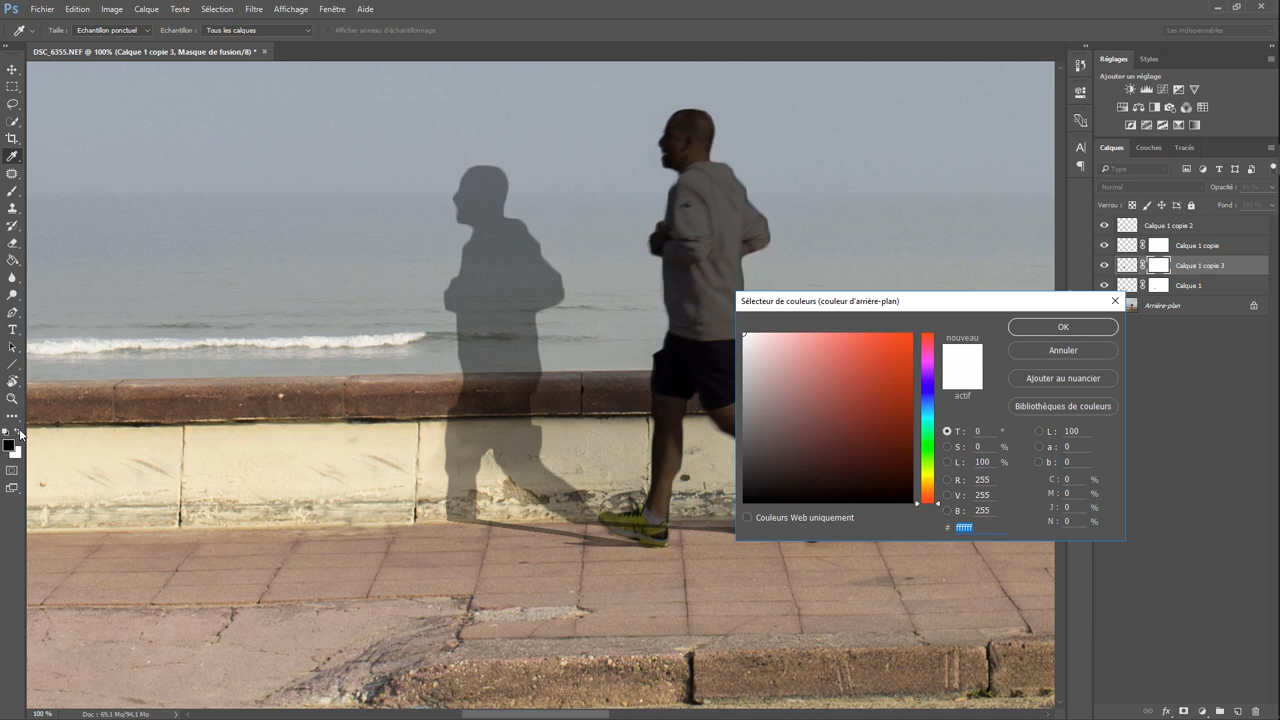 Ps Fichier Edition Image Calque Texte Sélection Filtre Affichage Fenêtre Aide
Taille : Echantillon ponctuel Echantillon : Tous les calques Afficher anneau d'échantillonnage Les indispensables
DSC_6355.NEF @ 100% (Calque 1 copie 3, Masque de fusion/8) * ×
Réglages Styles
Ajouter un réglage
Calques Couches Tracés
Type
Normal Opacité :
Verrou : Fond :
Calque 1 copie 2
Calque 1 copie
Calque 1 copie 3
Calque 1
Arrière-plan
Sélecteur de couleurs (couleur d'arrière-plan)
OK
nouveau
Annuler
Ajouter au nuancier
actif
Bibliothèques de couleurs
T : 0 ° L : 100
S : 0 % a : 0
L : 100 % b : 0
R : 255 C : 0 %
V : 255 M : 0 %
B : 255 J : 0 %
Couleurs Web uniquement N : 0 %
# ffffff
100 % Doc : 69,1 Mo/94,1 Mo